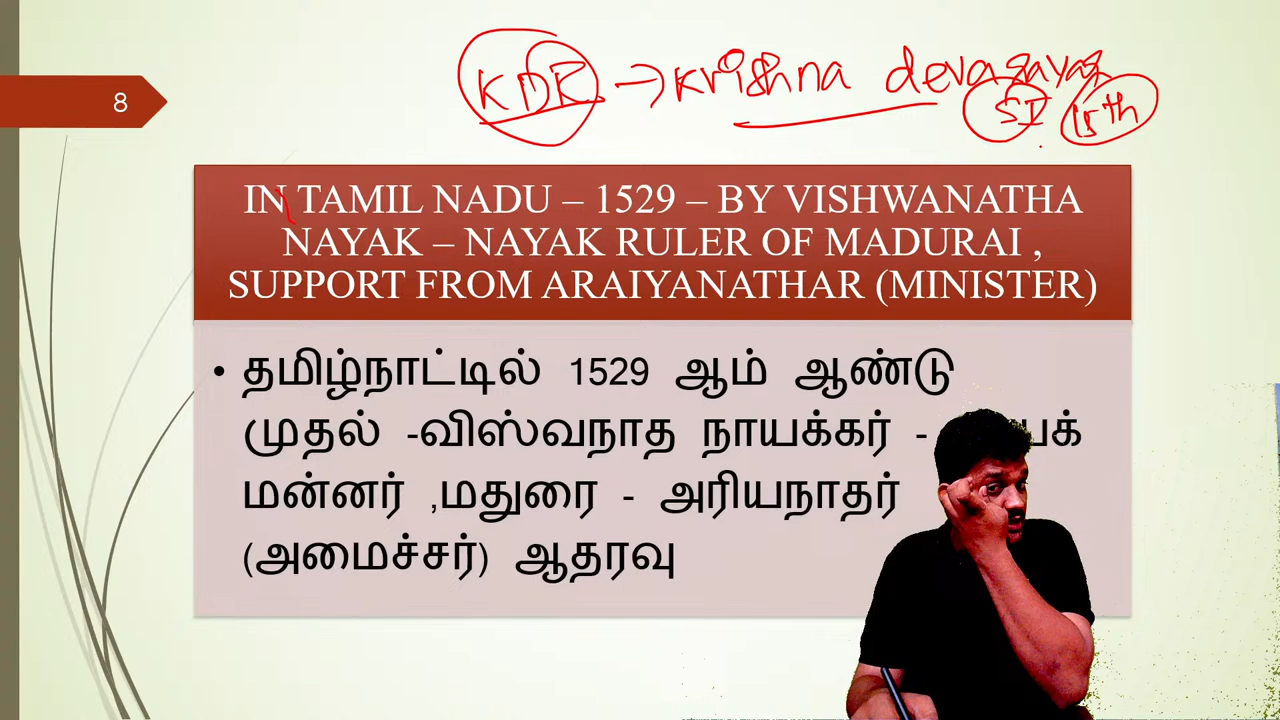 KDR → Krishna devarayar
SI 15th
8
IN TAMIL NADU – 1529 – BY VISHWANATHA
NAYAK – NAYAK RULER OF MADURAI ,
SUPPORT FROM ARAIYANATHAR (MINISTER)
• தமிழ்நாட்டில் 1529 ஆம் ஆண்டு
முதல் -விஸ்வநாத நாயக்கர் -
மன்னர் ,மதுரை - அரியநாதர்
(அமைச்சர்) ஆதரவு